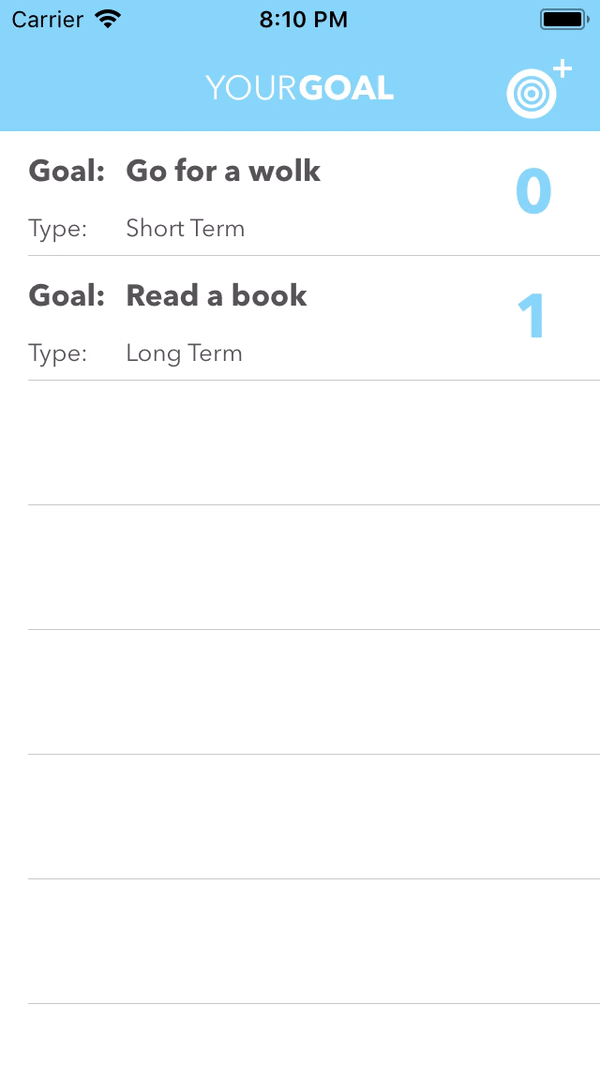 Carrier 8:10 PM
YOURGOAL
Goal: Go for a wolk 0
Type: Short Term
Goal: Read a book 1
Type: Long Term